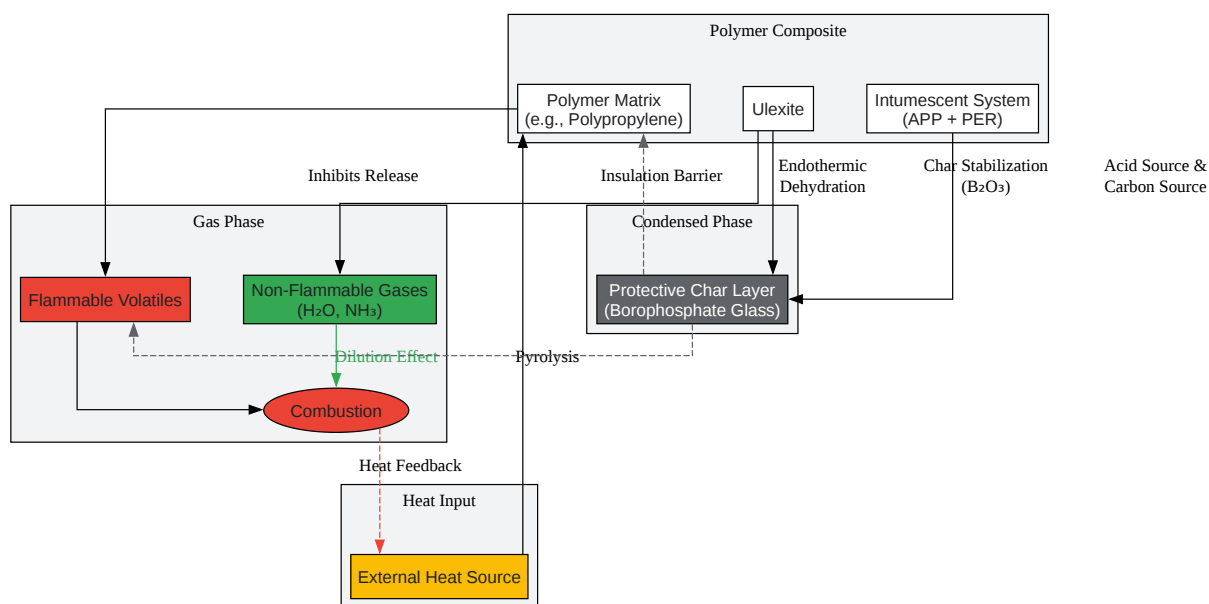 Polymer Composite
Polymer Matrix
(e.g., Polypropylene)
Ulexite
Intumescent System
(APP + PER)
Inhibits Release
Insulation Barrier
Endothermic
Dehydration
Char Stabilization
(B₂O₃)
Acid Source &
Carbon Source
Gas Phase
Condensed Phase
Flammable Volatiles
Non-Flammable Gases
(H₂O, NH₃)
Protective Char Layer
(Borophosphate Glass)
Dilution Effect
Pyrolysis
Combustion
Heat Feedback
Heat Input
External Heat Source